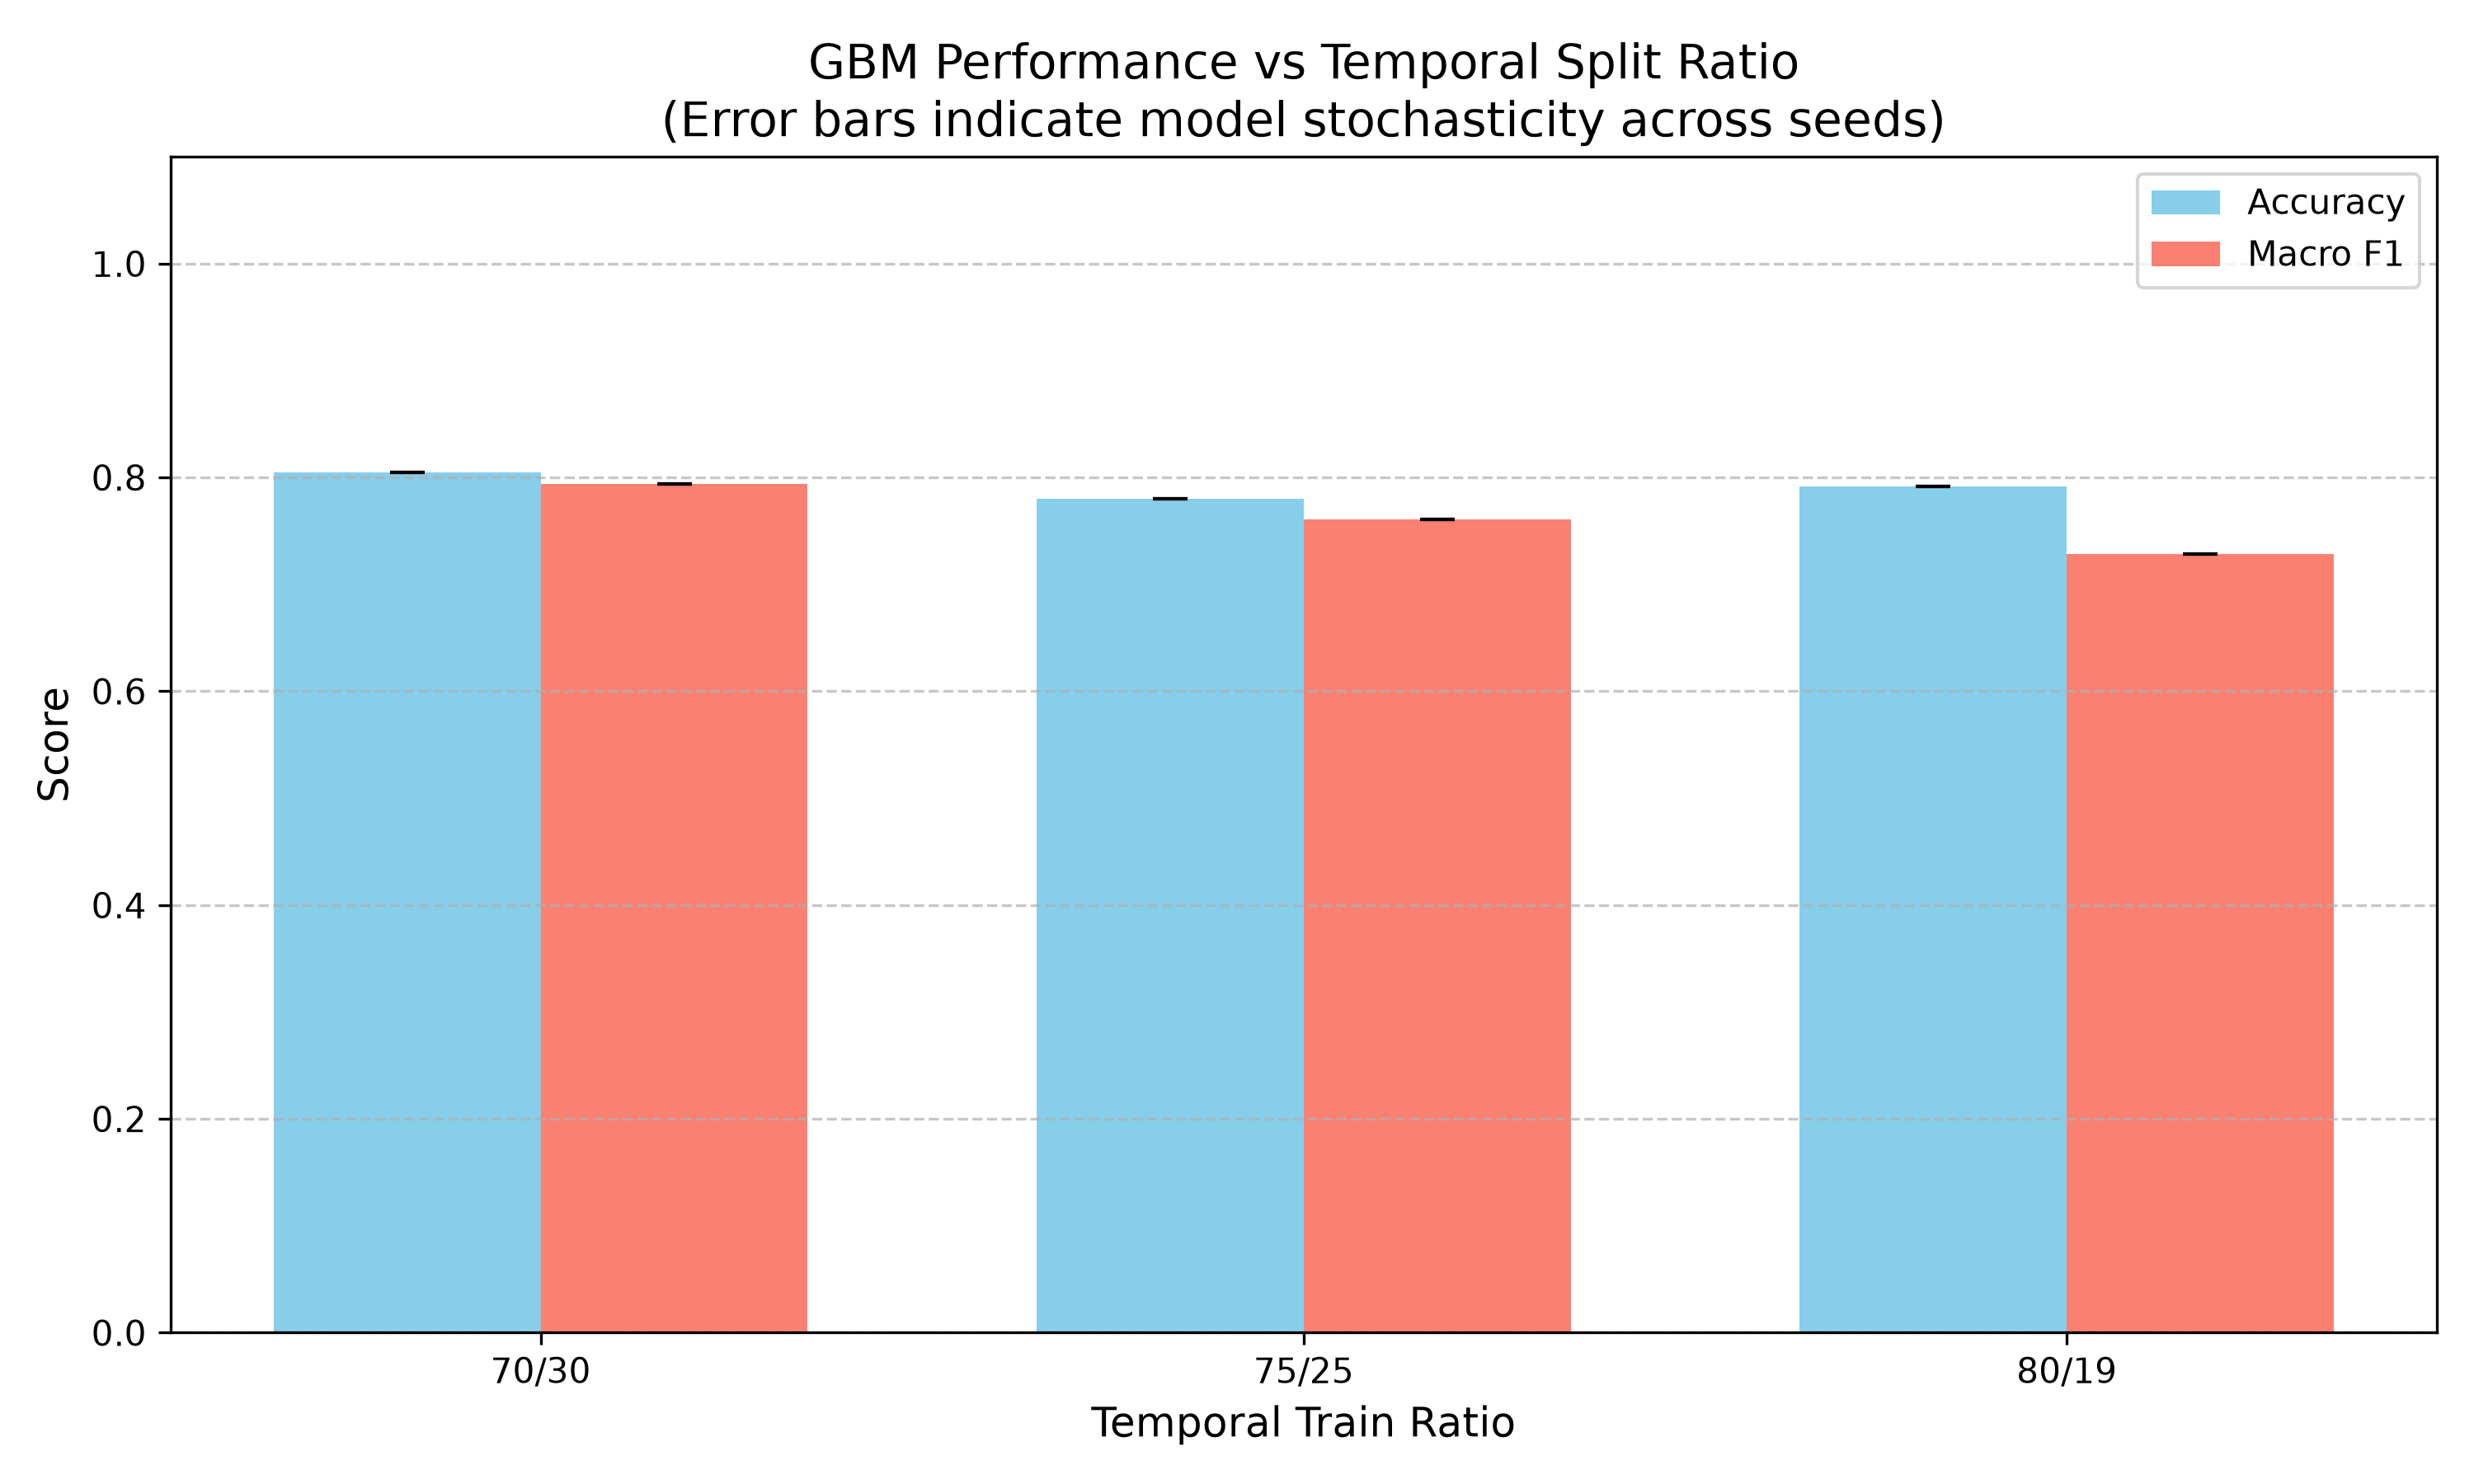 GBM Performance vs Temporal Split Ratio
(Error bars indicate model stochasticity across seeds)
Accuracy
Macro F1
1.0
0.8
0.6
0.4
0.2
0.0
Score
70/30
75/25
80/19
Temporal Train Ratio